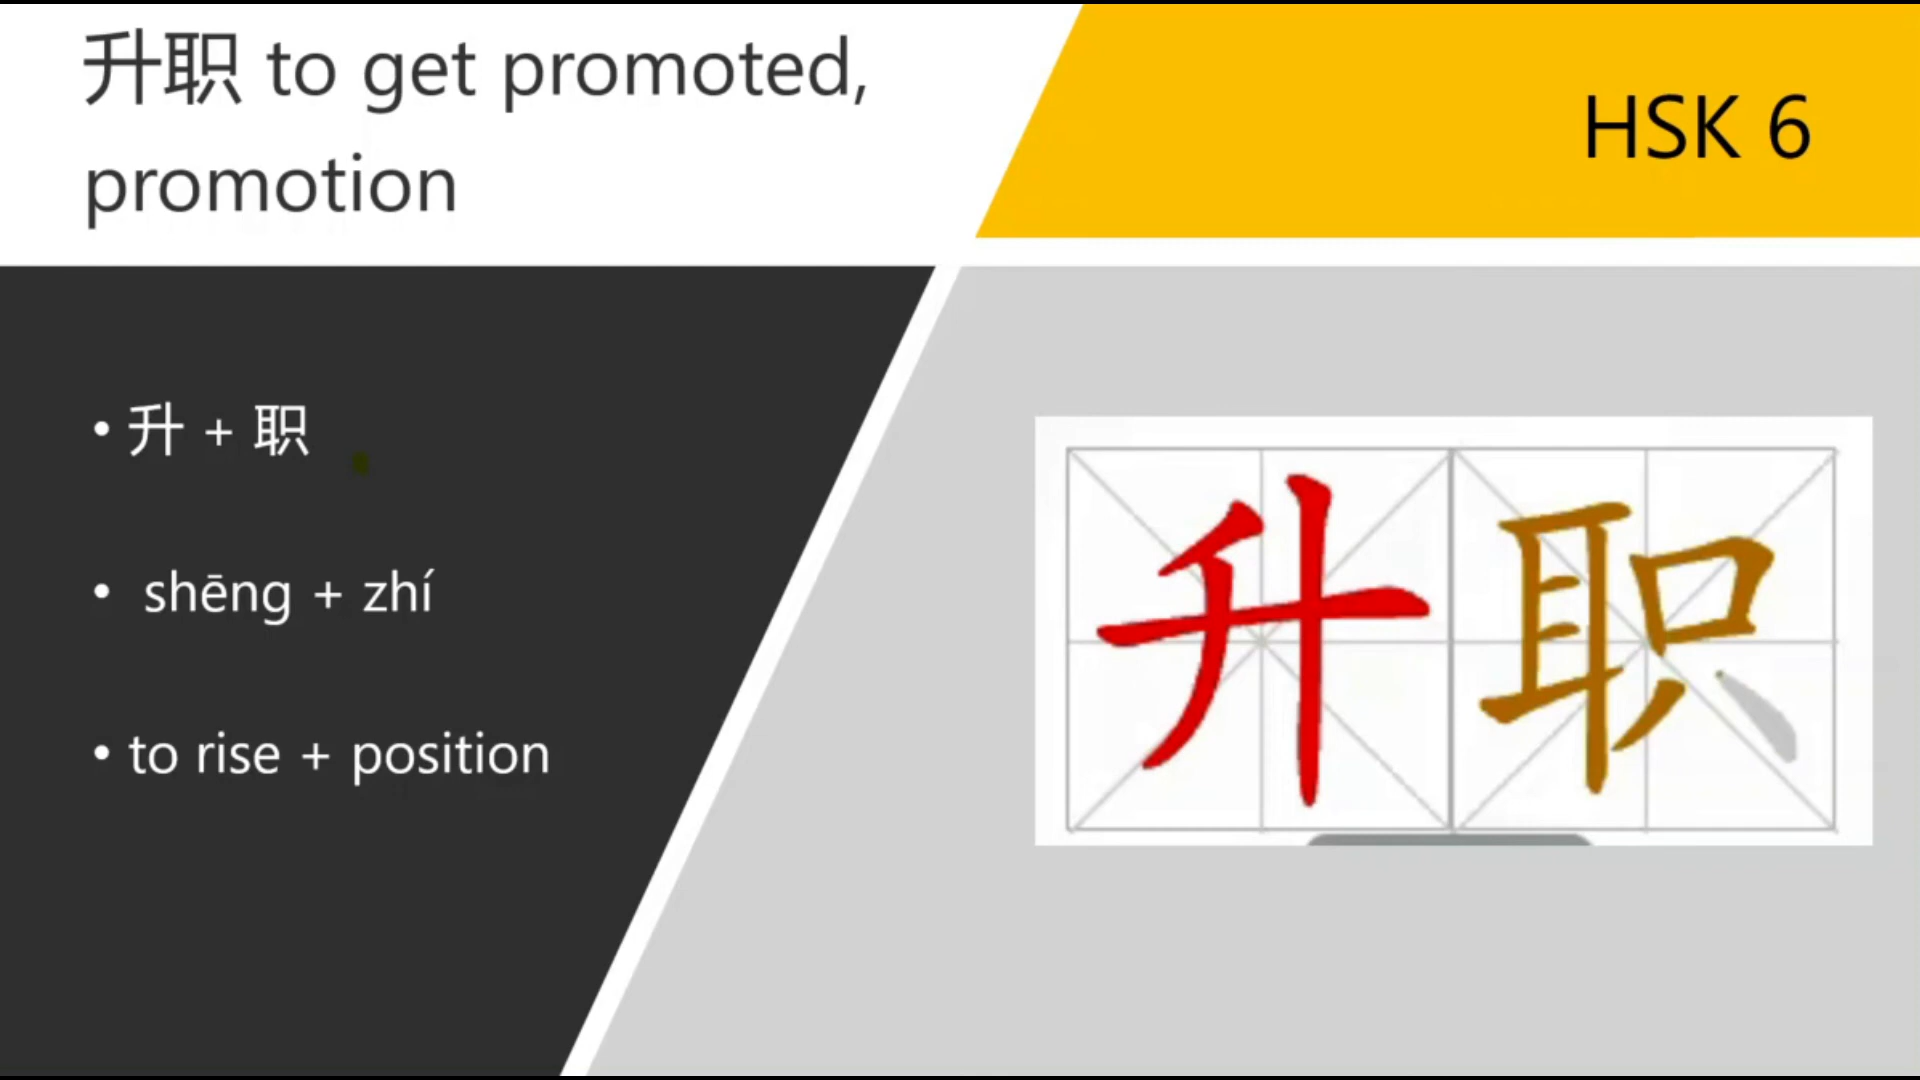 升职 to get promoted,
promotion
HSK 6
• 升 + 职
• shēng + zhí
• to rise + position
升职